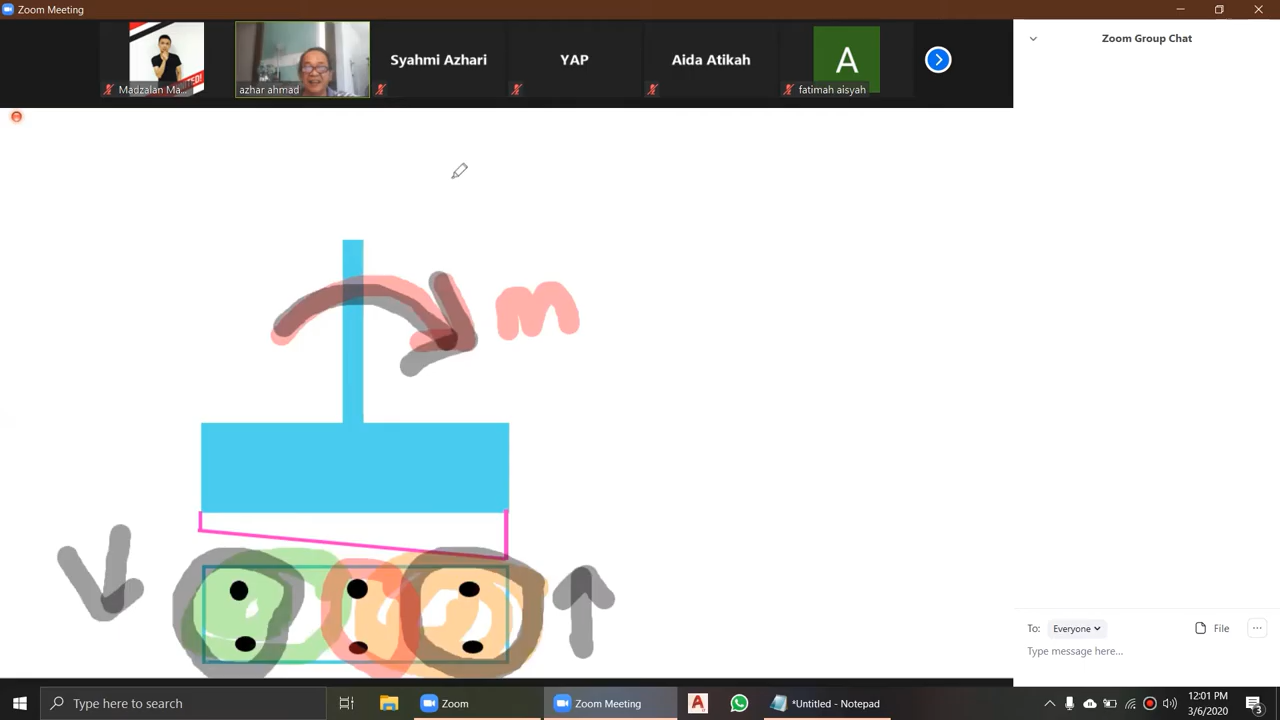 Zoom Meeting
Zoom Group Chat
Madzalan Ma...
azhar ahmad
Syahmi Azhari
YAP
Aida Atikah
A
fatimah aisyah
m
To: Everyone
File
Type message here...
Type here to search
Zoom
Zoom Meeting
A
*Untitled - Notepad
12:01 PM
3/6/2020
3